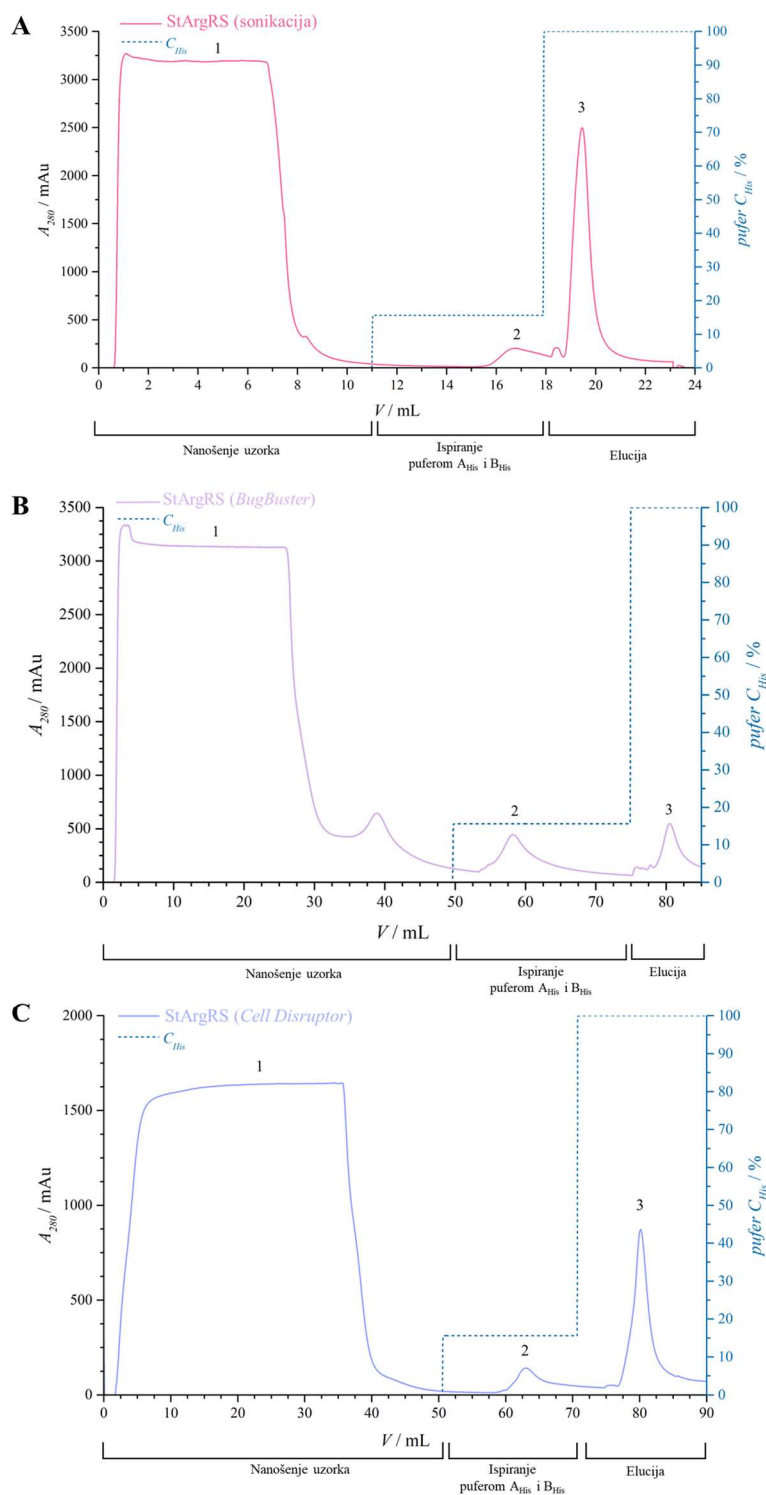 A
StArgRS (sonikacija)
C_His
3500
3000
2500
2000
1500
1000
500
0
A_280 / mAu
1
2
3
100
90
80
70
60
50
40
30
20
10
0
pufer C_His / %
0 2 4 6 8 10 12 14 16 18 20 22 24
V / mL
Nanošenje uzorka
Ispiranje
puferom A_His i B_His
Elucija
B
StArgRS (BugBuster)
C_His
3500
3000
2500
2000
1500
1000
500
0
A_280 / mAu
1
2
3
100
90
80
70
60
50
40
30
20
10
0
pufer C_His / %
0 10 20 30 40 50 60 70 80
V / mL
Nanošenje uzorka
Ispiranje
puferom A_His i B_His
Elucija
C
StArgRS (Cell Disruptor)
C_His
2000
1500
1000
500
0
A_280 / mAu
1
2
3
100
90
80
70
60
50
40
30
20
10
0
pufer C_His / %
0 10 20 30 40 50 60 70 80 90
V / mL
Nanošenje uzorka
Ispiranje
puferom A_His i B_His
Elucija